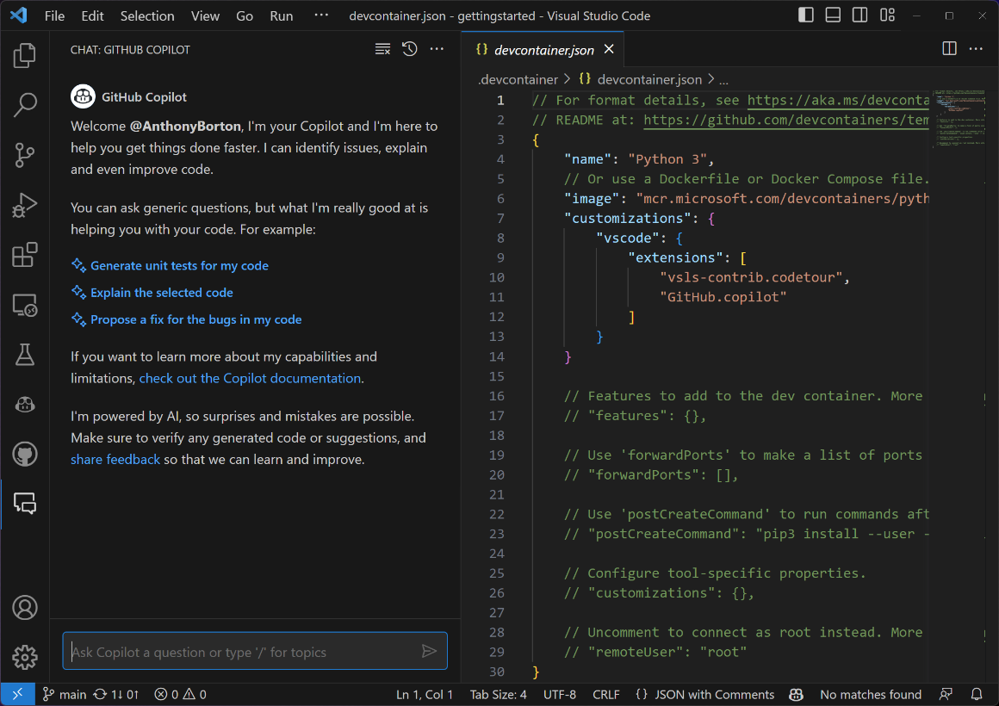 File Edit Selection View Go Run ··· devcontainer.json - gettingstarted - Visual Studio Code
CHAT: GITHUB COPILOT
GitHub Copilot
Welcome @AnthonyBorton, I'm your Copilot and I'm here to
help you get things done faster. I can identify issues, explain
and even improve code.
You can ask generic questions, but what I'm really good at is
helping you with your code. For example:
Generate unit tests for my code
Explain the selected code
Propose a fix for the bugs in my code
If you want to learn more about my capabilities and
limitations, check out the Copilot documentation.
I'm powered by AI, so surprises and mistakes are possible.
Make sure to verify any generated code or suggestions, and
share feedback so that we can learn and improve.
Ask Copilot a question or type '/' for topics
{} devcontainer.json
.devcontainer > {} devcontainer.json > ...
1 // For format details, see https://aka.ms/devconta
2 // README at: https://github.com/devcontainers/tem
3 {
4 "name": "Python 3",
5 // Or use a Dockerfile or Docker Compose file.
6 "image": "mcr.microsoft.com/devcontainers/pyth
7 "customizations": {
8 "vscode": {
9 "extensions": [
10 "vsls-contrib.codetour",
11 "GitHub.copilot"
12 ]
13 }
14 }
15
16 // Features to add to the dev container. More
17 // "features": {},
18
19 // Use 'forwardPorts' to make a list of ports
20 // "forwardPorts": [],
21
22 // Use 'postCreateCommand' to run commands aft
23 // "postCreateCommand": "pip3 install --user -
24
25 // Configure tool-specific properties.
26 // "customizations": {},
27
28 // Uncomment to connect as root instead. More
29 // "remoteUser": "root"
30 }
main 1↓ 0↑ 0 0 Ln 1, Col 1 Tab Size: 4 UTF-8 CRLF {} JSON with Comments No matches found